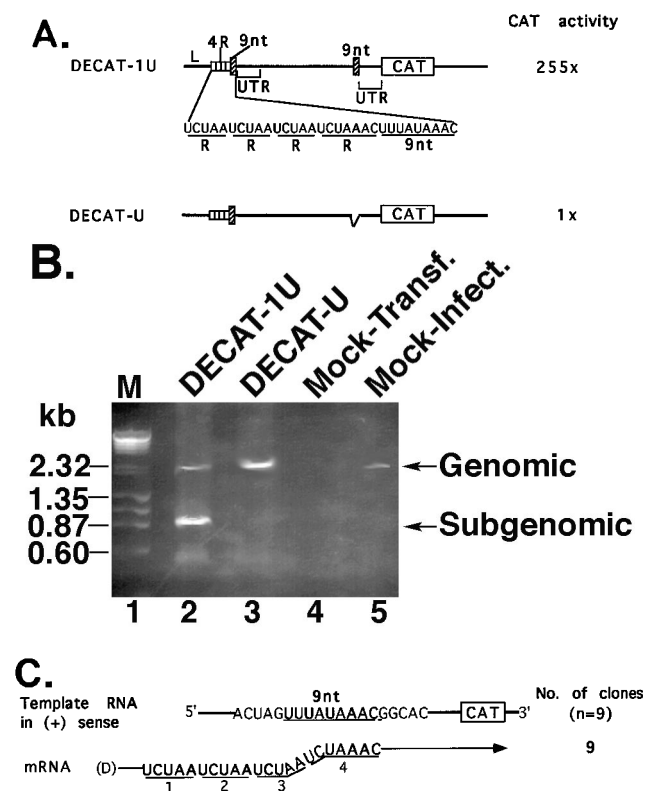 A.
CAT activity
L 4R 9nt 9nt
DECAT-1U CAT 255x
UTR UTR
UCUAAUCUAAUCUAAUCUAAACUUUAUAAAC
R R R R 9nt
DECAT-U CAT 1x
B.
DECAT-1U DECAT-U Mock-Transf. Mock-Infect.
M
kb
2.32 Genomic
1.35
0.87 Subgenomic
0.60
1 2 3 4 5
C.
9nt No. of clones
Template RNA 5' ACUAGUUUAUAAACGGCAC CAT 3' (n=9)
in (+) sense
mRNA (D) UCUAAUCUAAUCUAAUCUAAAC 9
1 2 3 4